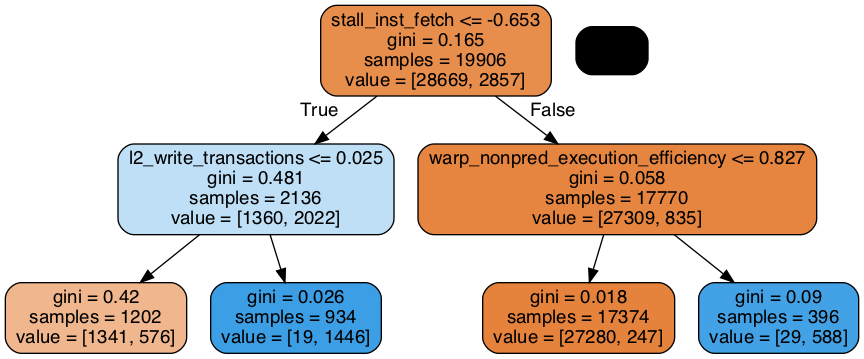 stall_inst_fetch <= -0.653
gini = 0.165
samples = 19906
value = [28669, 2857]
True
False
l2_write_transactions <= 0.025
gini = 0.481
samples = 2136
value = [1360, 2022]
warp_nonpred_execution_efficiency <= 0.827
gini = 0.058
samples = 17770
value = [27309, 835]
gini = 0.42
samples = 1202
value = [1341, 576]
gini = 0.026
samples = 934
value = [19, 1446]
gini = 0.018
samples = 17374
value = [27280, 247]
gini = 0.09
samples = 396
value = [29, 588]